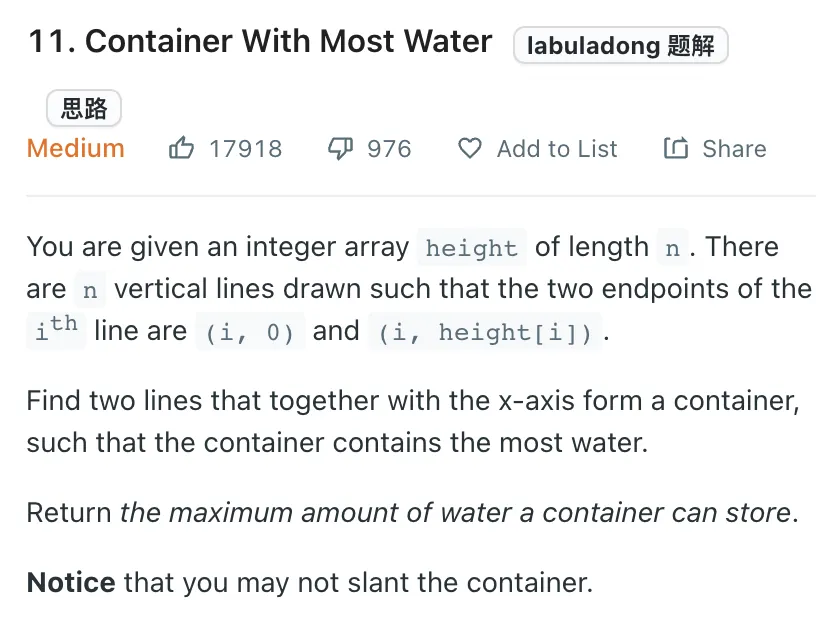 11. Container With Most Water labuladong 题解
思路
Medium 17918 976 Add to List Share
You are given an integer array height of length n. There
are n vertical lines drawn such that the two endpoints of the
ith line are (i, 0) and (i, height[i]).
Find two lines that together with the x-axis form a container,
such that the container contains the most water.
Return the maximum amount of water a container can store.
Notice that you may not slant the container.